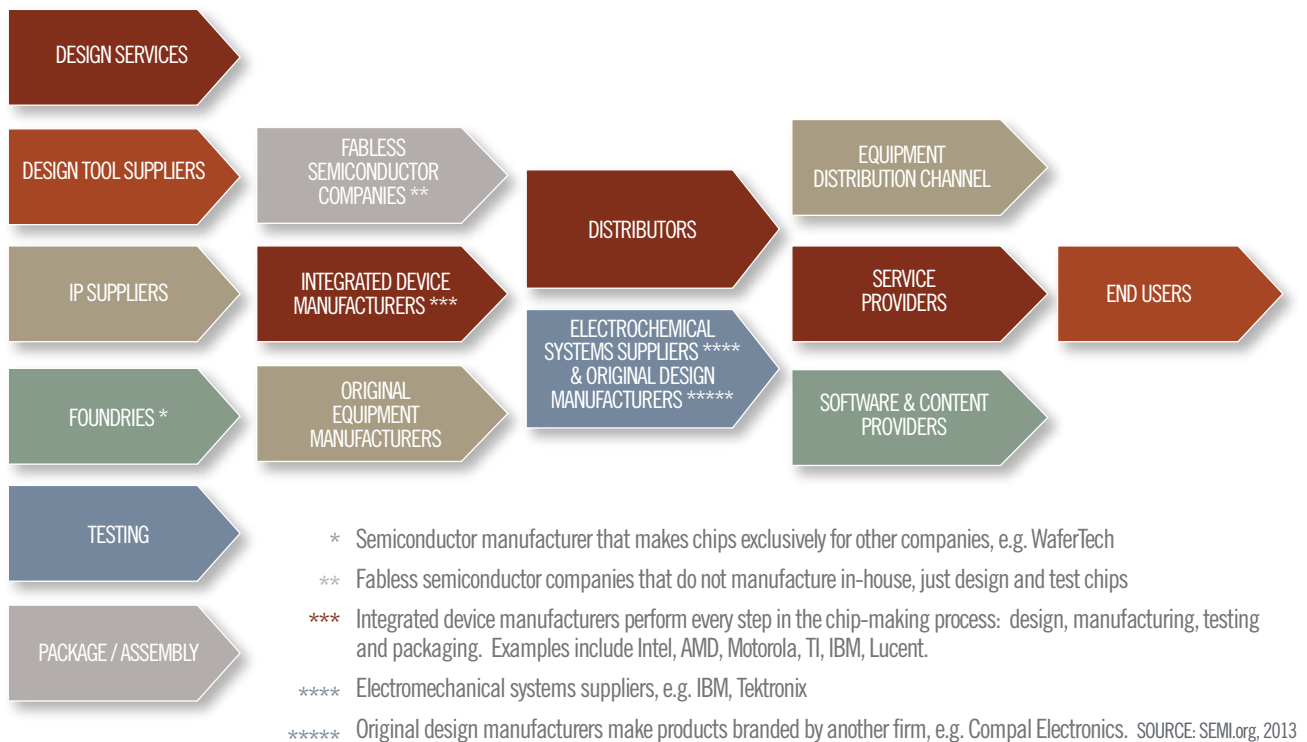 DESIGN SERVICES
DESIGN TOOL SUPPLIERS
IP SUPPLIERS
FOUNDRIES *
TESTING
PACKAGE / ASSEMBLY
FABLESS
SEMICONDUCTOR
COMPANIES **
INTEGRATED DEVICE
MANUFACTURERS ***
ORIGINAL
EQUIPMENT
MANUFACTURERS
DISTRIBUTORS
ELECTROCHEMICAL
SYSTEMS SUPPLIERS ****
& ORIGINAL DESIGN
MANUFACTURERS *****
EQUIPMENT
DISTRIBUTION CHANNEL
SERVICE
PROVIDERS
SOFTWARE & CONTENT
PROVIDERS
END USERS
* Semiconductor manufacturer that makes chips exclusively for other companies, e.g. WaferTech
** Fabless semiconductor companies that do not manufacture in-house, just design and test chips
*** Integrated device manufacturers perform every step in the chip-making process: design, manufacturing, testing
and packaging. Examples include Intel, AMD, Motorola, TI, IBM, Lucent.
**** Electromechanical systems suppliers, e.g. IBM, Tektronix
***** Original design manufacturers make products branded by another firm, e.g. Compal Electronics. SOURCE: SEMI.org, 2013